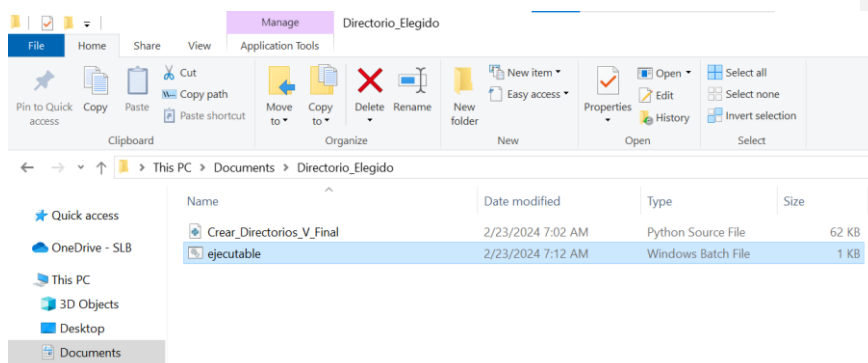 Manage Directorio_Elegido
File Home Share View Application Tools
Pin to Quick access
Copy
Paste
Cut
Copy path
Paste shortcut
Clipboard
Move to
Copy to
Delete
Rename
Organize
New folder
New item
Easy access
New
Properties
Open
Edit
History
Open
Select all
Select none
Invert selection
Select
This PC > Documents > Directorio_Elegido
Name Date modified Type Size
Quick access
OneDrive - SLB
This PC
3D Objects
Desktop
Documents
Crear_Directorios_V_Final 2/23/2024 7:02 AM Python Source File 62 KB
ejecutable 2/23/2024 7:12 AM Windows Batch File 1 KB